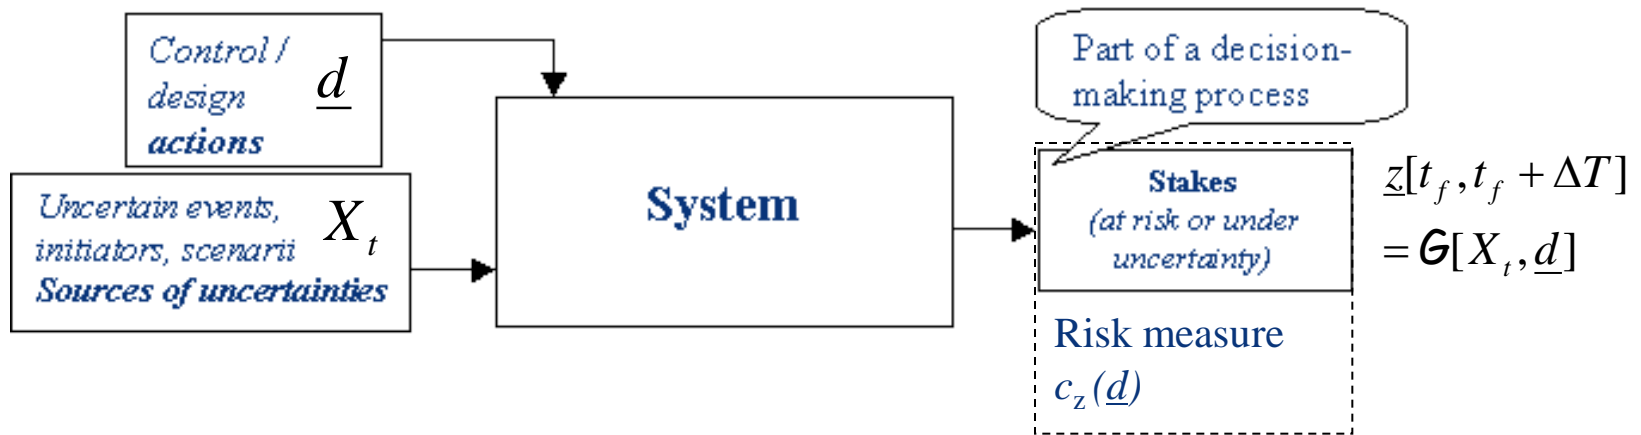 Control /
design
actions
d
Uncertain events,
initiators, scenarii
Sources of uncertainties
X_t
System
Part of a decision-
making process
Stakes
(at risk or under
uncertainty)
Risk measure
c_z(d)
z[t_f, t_f + ΔT]
= G[X_t, d]